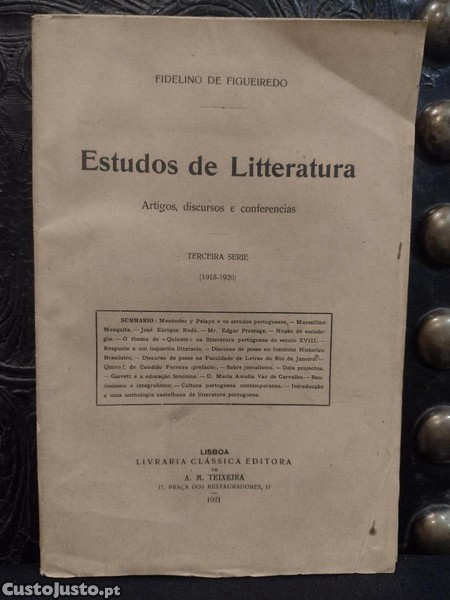 FIDELINO DE FIGUEIREDO
Estudos de Litteratura
Artigos, discursos e conferencias
TERCEIRA SERIE
(1918-1920)
SUMMARIO: Menéndez y Pelayo e os estudos portugueses. — Marcellino
Mesquita. — José Enrique Rodó. — Mr. Edgar Prestage. — Noção de sociolo-
gia. — O thema do «Quixote» na litteratura portuguesa do seculo XVIII. —
Resposta a um inquerito litterario. — Discurso de posse no Instituto Historico
Brasileiro. — Discurso de posse na Faculdade de Letras do Rio de Janeiro. —
de Candido Ferreira (prefacio). — Sobre jornalismo. — Dois projectos.
— Garrett e a educação feminina. — D. Maria Amalia Vaz de Carvalho. — Sau-
dosismo e integralismo. — Cultura portuguesa contemporanea. — Introducção
a uma anthologia castelhana de litteratura portuguesa.
LISBOA
LIVRARIA CLÁSSICA EDITORA
DE
A. M. TEIXEIRA
17, PRAÇA DOS RESTAURADORES, 17
1921
CustoJusto.pt